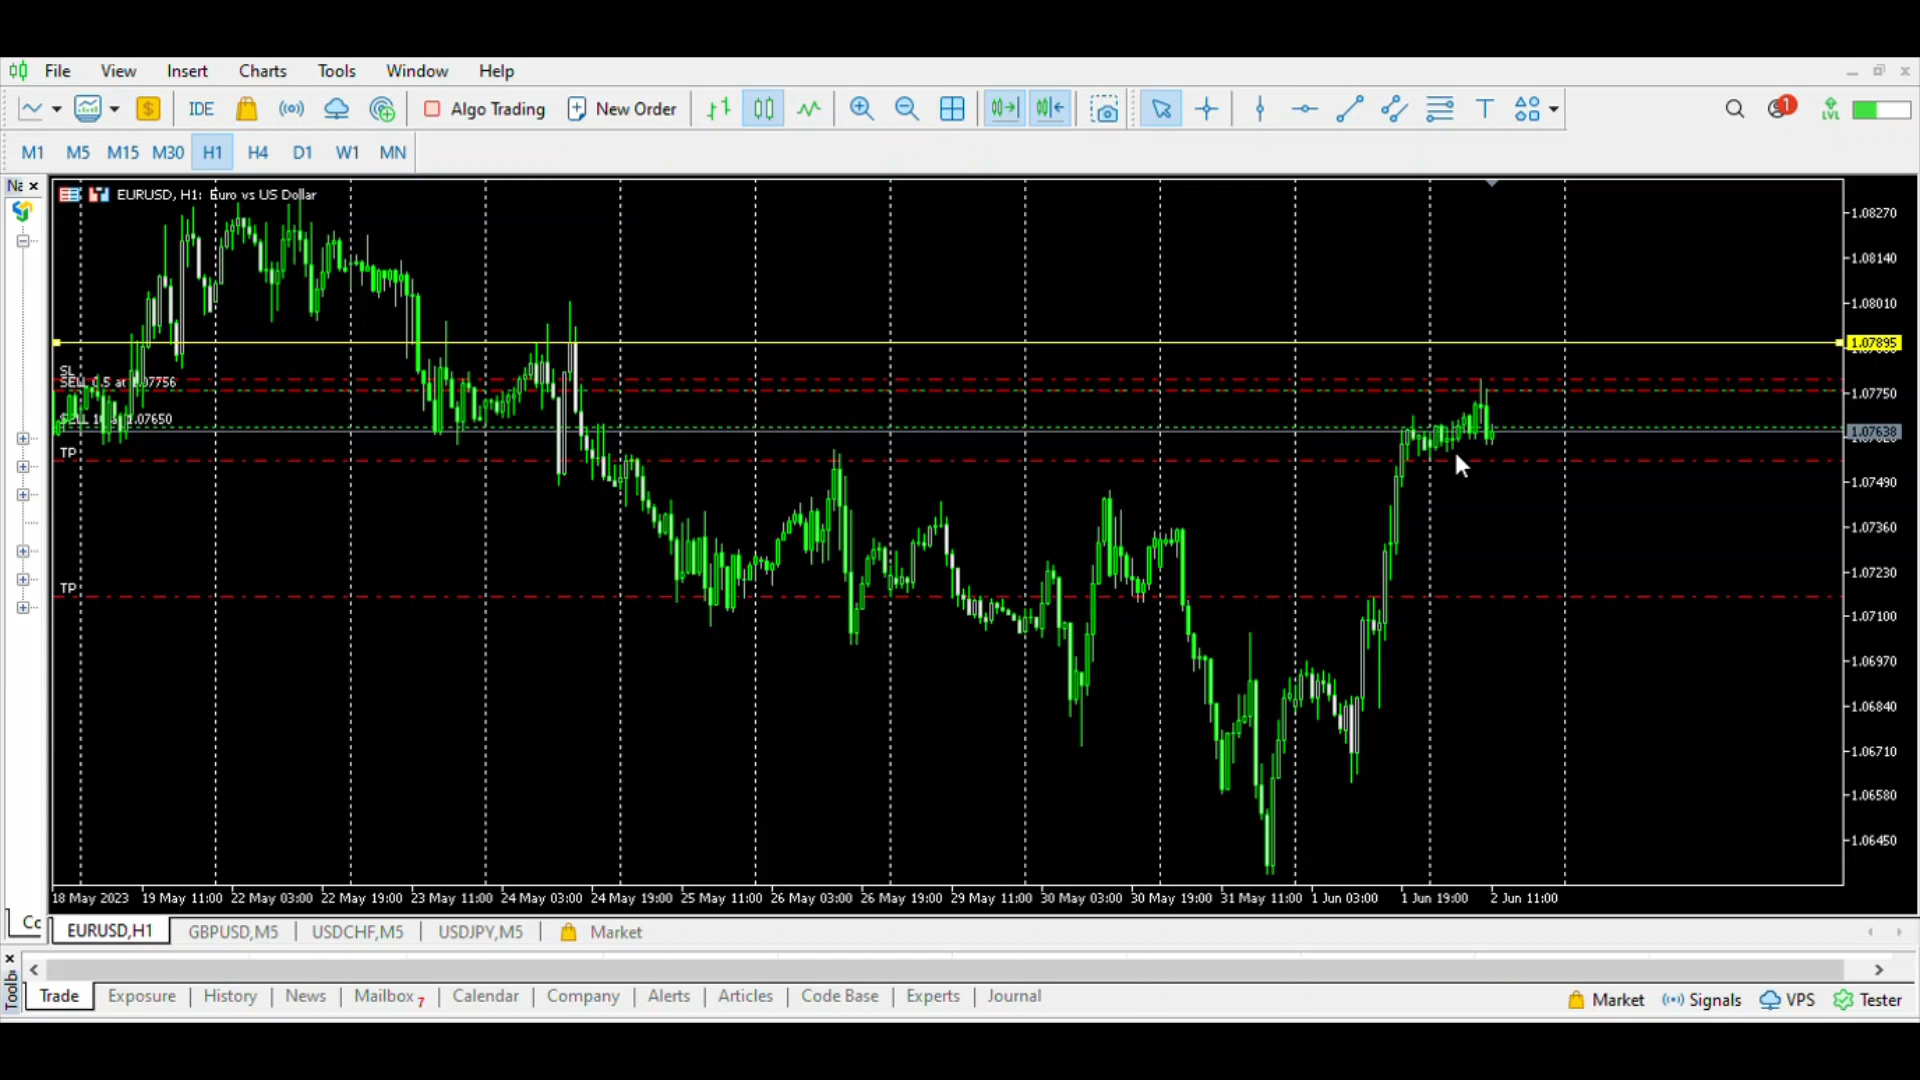 File View Insert Charts Tools Window Help
IDE Algo Trading New Order T 1 LVL
M1 M5 M15 M30 H1 H4 D1 W1 MN
Na
EURUSD, H1: Euro vs US Dollar
1.08270
1.08140
1.08010
1.07895
SL
SELL 0.5 at 1.07756
1.07750
1.07650
1.07638
TP
1.07490
1.07360
1.07230
TP
1.07100
1.06970
1.06840
1.06710
1.06580
1.06450
18 May 2023 19 May 11:00 22 May 03:00 22 May 19:00 23 May 11:00 24 May 03:00 24 May 19:00 25 May 11:00 26 May 03:00 26 May 19:00 29 May 11:00 30 May 03:00 30 May 19:00 31 May 11:00 1 Jun 03:00 1 Jun 19:00 2 Jun 11:00
Co EURUSD,H1 GBPUSD,M5 USDCHF,M5 USDJPY,M5 Market
Toolb
Trade Exposure History News Mailbox 7 Calendar Company Alerts Articles Code Base Experts Journal Market Signals VPS Tester